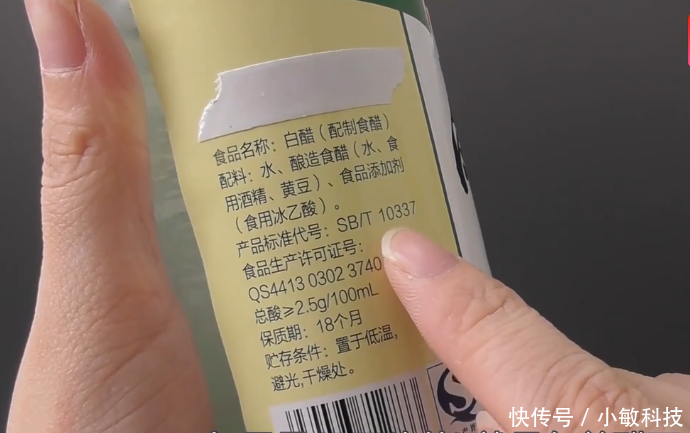 食品名称：白醋（配制食醋）
配料：水、酿造食醋（水、食
用酒精、黄豆）、食品添加剂
（食用冰乙酸）。
产品标准代号：SB/T 10337
食品生产许可证号：
QS4413 0302 3740
总酸≥2.5g/100mL
保质期：18个月
贮存条件：置于低温,
避光,干燥处。
快传号 / 小敏科技